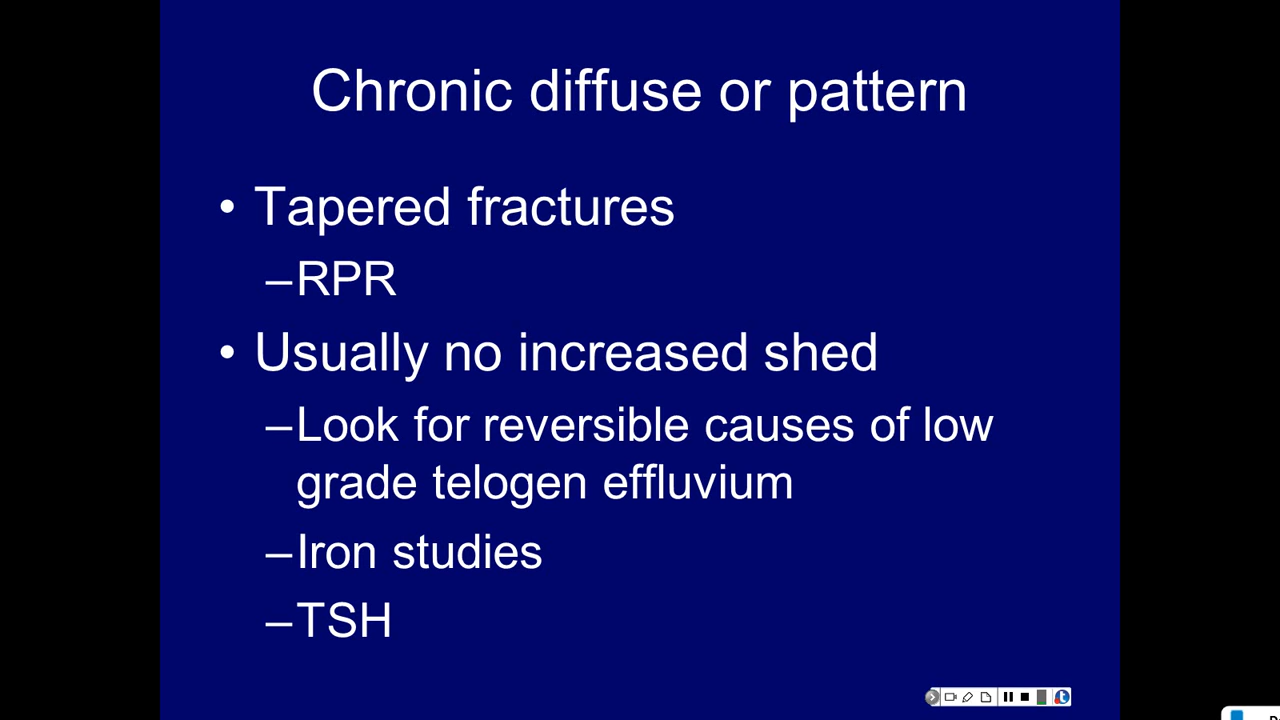 Chronic diffuse or pattern
• Tapered fractures
–RPR
• Usually no increased shed
–Look for reversible causes of low
grade telogen effluvium
–Iron studies
–TSH